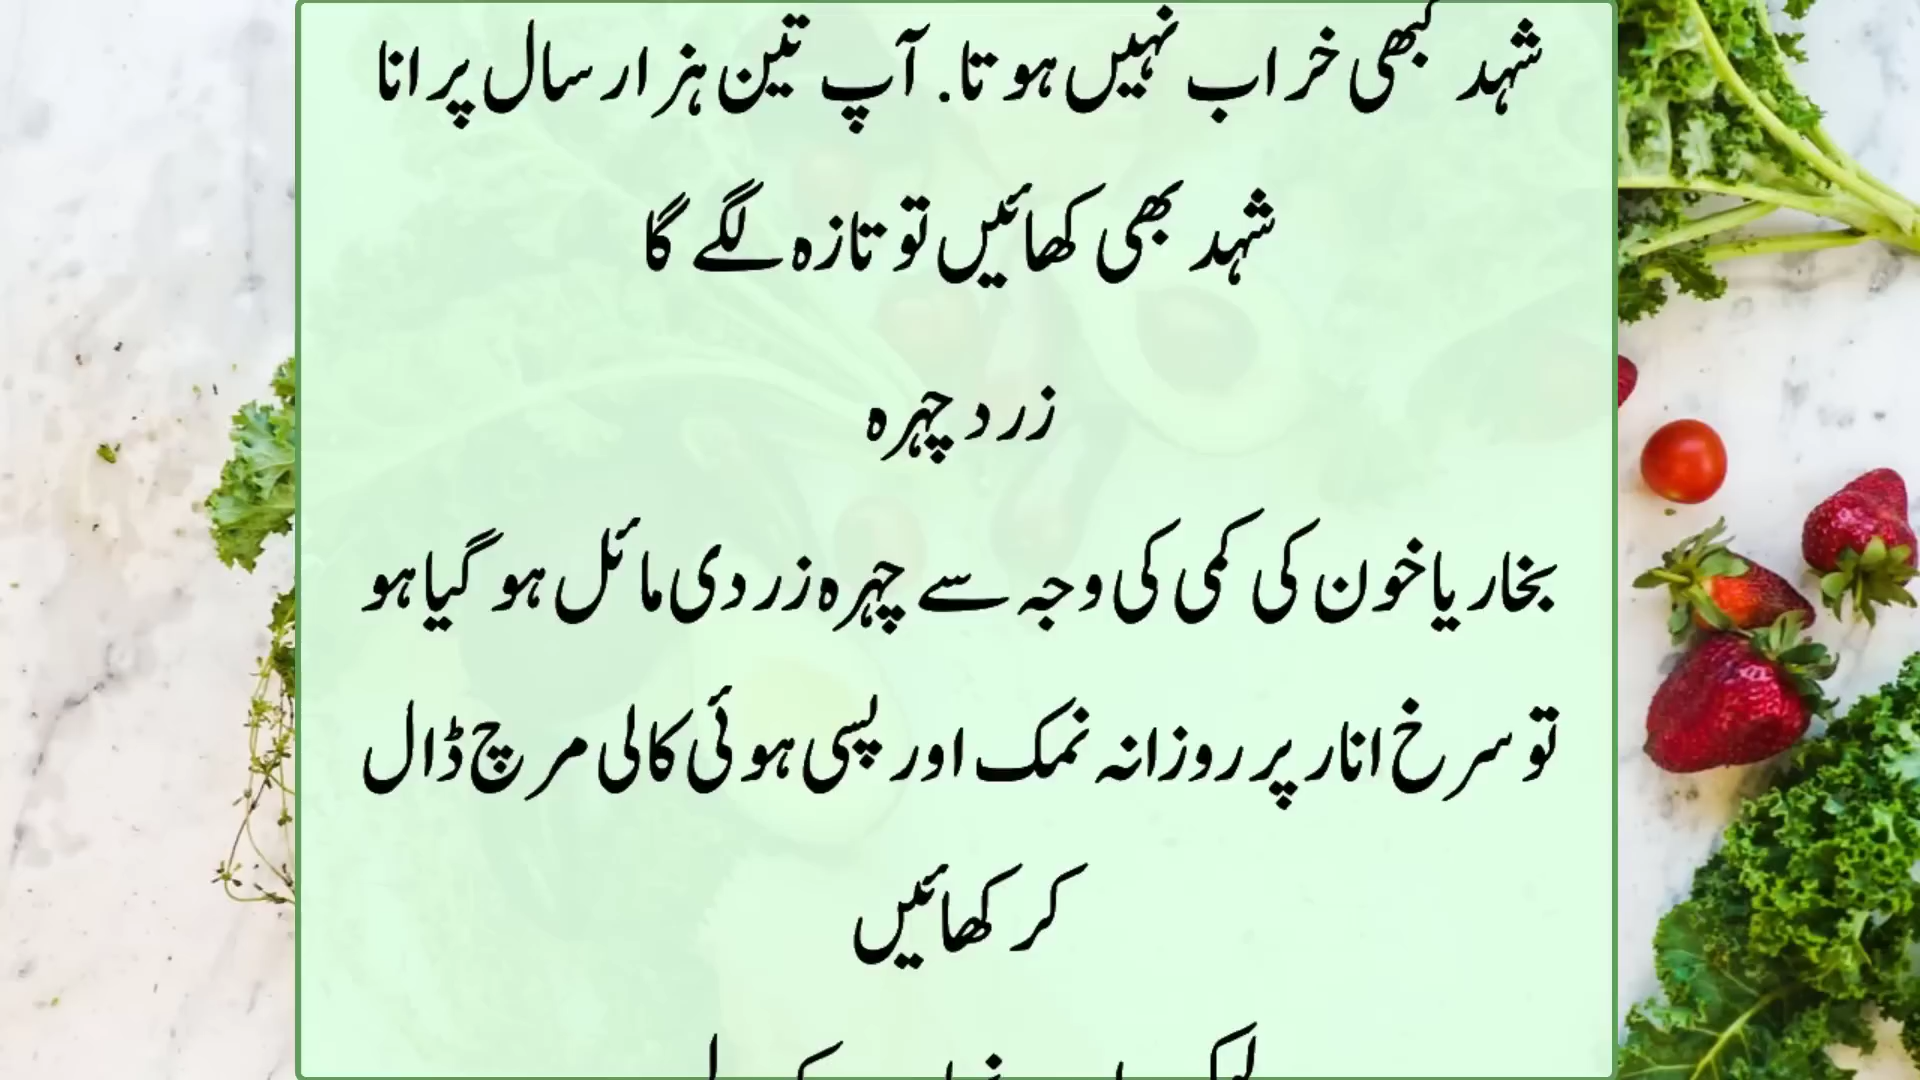 شہد کبھی خراب نہیں ہوتا. آپ تین ہزار سال پرانا
شہد بھی کھائیں تو تازہ لگے گا
زرد چہرہ
بخار یا خون کی کمی کی وجہ سے چہرہ زردی مائل ہو گیا ہو
تو سرخ انار پر روزانہ نمک اور پسی ہوئی کالی مرچ ڈال
کر کھائیں